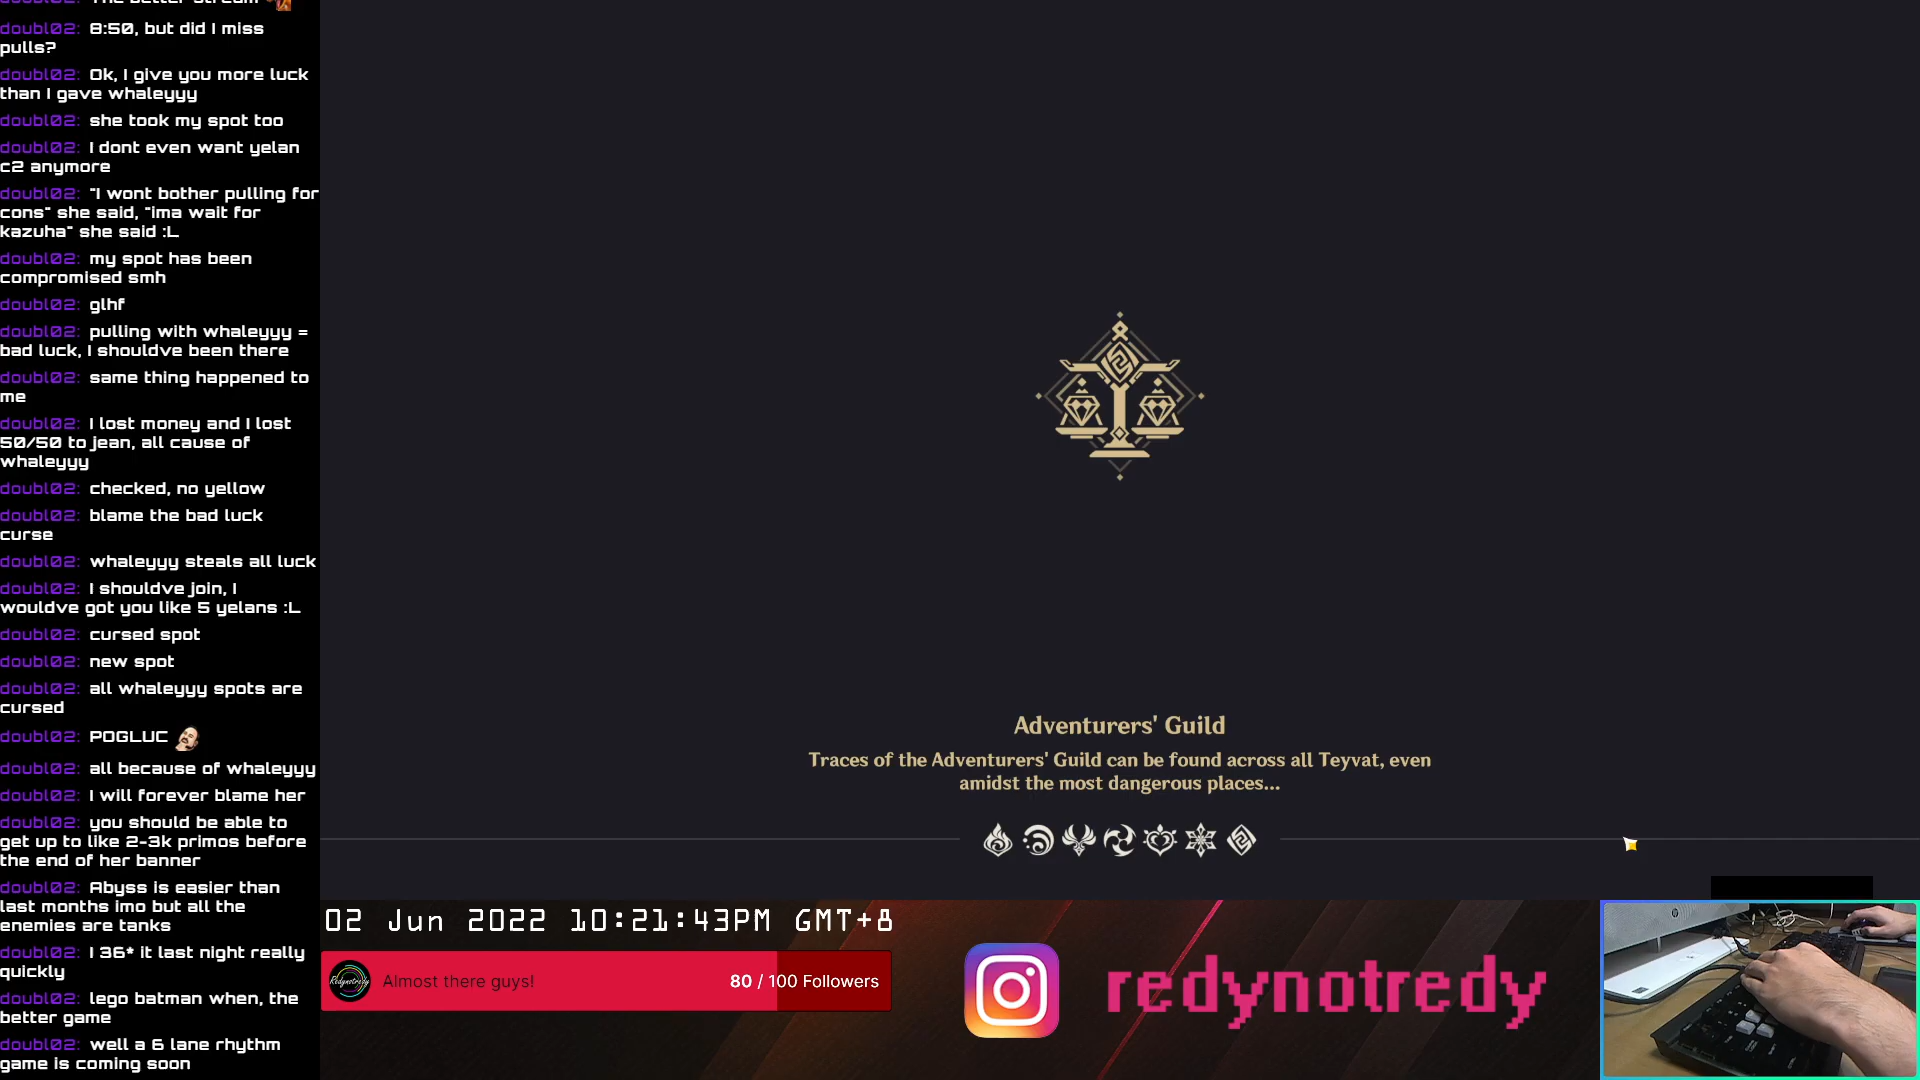 doubl02: 8:50, but did I miss
pulls?
doubl02: Ok, I give you more luck
than I gave whaleyyy
doubl02: she took my spot too
doubl02: I dont even want yelan
c2 anymore
doubl02: "I wont bother pulling for
cons" she said, "ima wait for
kazuha" she said :L
doubl02: my spot has been
compromised smh
doubl02: glhf
doubl02: pulling with whaleyyy =
bad luck, I shouldve been there
doubl02: same thing happened to
me
doubl02: I lost money and I lost
50/50 to jean, all cause of
whaleyyy
doubl02: checked, no yellow
doubl02: blame the bad luck
curse
doubl02: whaleyyy steals all luck
doubl02: I shouldve join, I
wouldve got you like 5 yelans :L
doubl02: cursed spot
doubl02: new spot
doubl02: all whaleyyy spots are
cursed
doubl02: POGLUC
doubl02: all because of whaleyyy
doubl02: I will forever blame her
doubl02: you should be able to
get up to like 2-3k primos before
the end of her banner
doubl02: Abyss is easier than
last months imo but all the
enemies are tanks
doubl02: I 36* it last night really
quickly
doubl02: lego batman when, the
better game
doubl02: well a 6 lane rhythm
game is coming soon
Adventurers' Guild
Traces of the Adventurers' Guild can be found across all Teyvat, even
amidst the most dangerous places...
02 Jun 2022 10:21:43PM GMT+8
Redynotredy
Almost there guys!
80 / 100 Followers
redynotredy